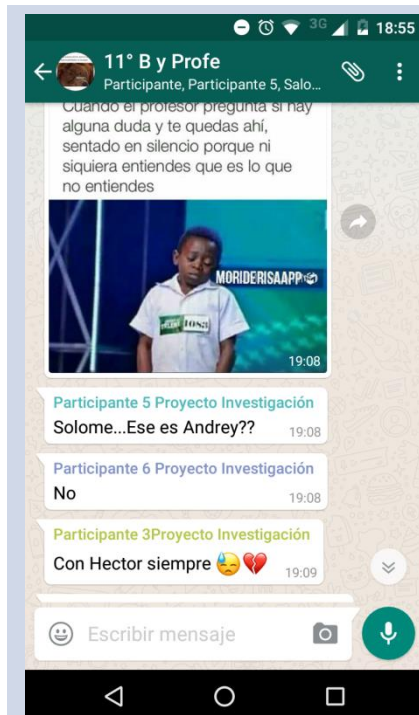 3G 18:55
11° B y Profe
Participante, Participante 5, Salo...
Cuando el profesor pregunta si hay
alguna duda y te quedas ahí,
sentado en silencio porque ni
siquiera entiendes que es lo que
no entiendes
MORIDERISAAPP
TALENT
1083
19:08
Participante 5 Proyecto Investigación
Solome...Ese es Andrey??
19:08
Participante 6 Proyecto Investigación
No
19:08
Participante 3Proyecto Investigación
Con Hector siempre 😓💔
19:09
Escribir mensaje